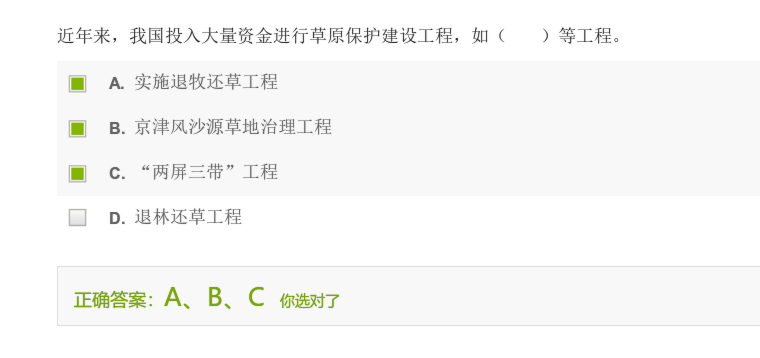 近年来，我国投入大量资金进行草原保护建设工程，如（　　）等工程。
A. 实施退牧还草工程
B. 京津风沙源草地治理工程
C. “两屏三带”工程
D. 退林还草工程
正确答案：A、B、C 你选对了